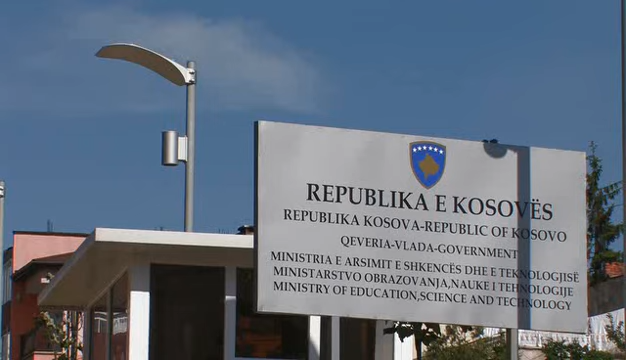 REPUBLIKA E KOSOVËS
REPUBLIKA KOSOVA-REPUBLIC OF KOSOVO
QEVERIA-VLADA-GOVERNMENT
MINISTRIA E ARSIMIT E SHKENCËS DHE E TEKNOLOGJISË
MINISTARSTVO OBRAZOVANJA,NAUKE I TEHNOLOGIJE
MINISTRY OF EDUCATION,SCIENCE AND TECHNOLOGY